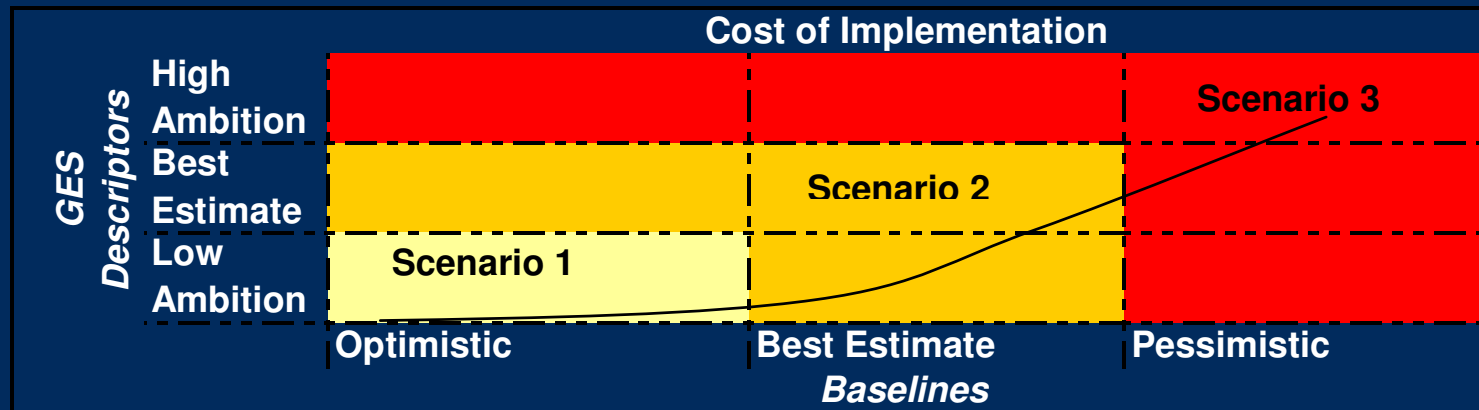 Cost of Implementation
GES
Descriptors
High
Ambition
Scenario 3
Best
Estimate
Scenario 2
Low
Ambition
Scenario 1
Optimistic
Best Estimate
Pessimistic
Baselines